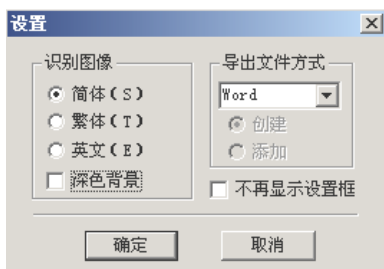 设置
识别图像
简体(S)
繁体(T)
英文(E)
深色背景
导出文件方式
Word
创建
添加
不再显示设置框
确定
取消